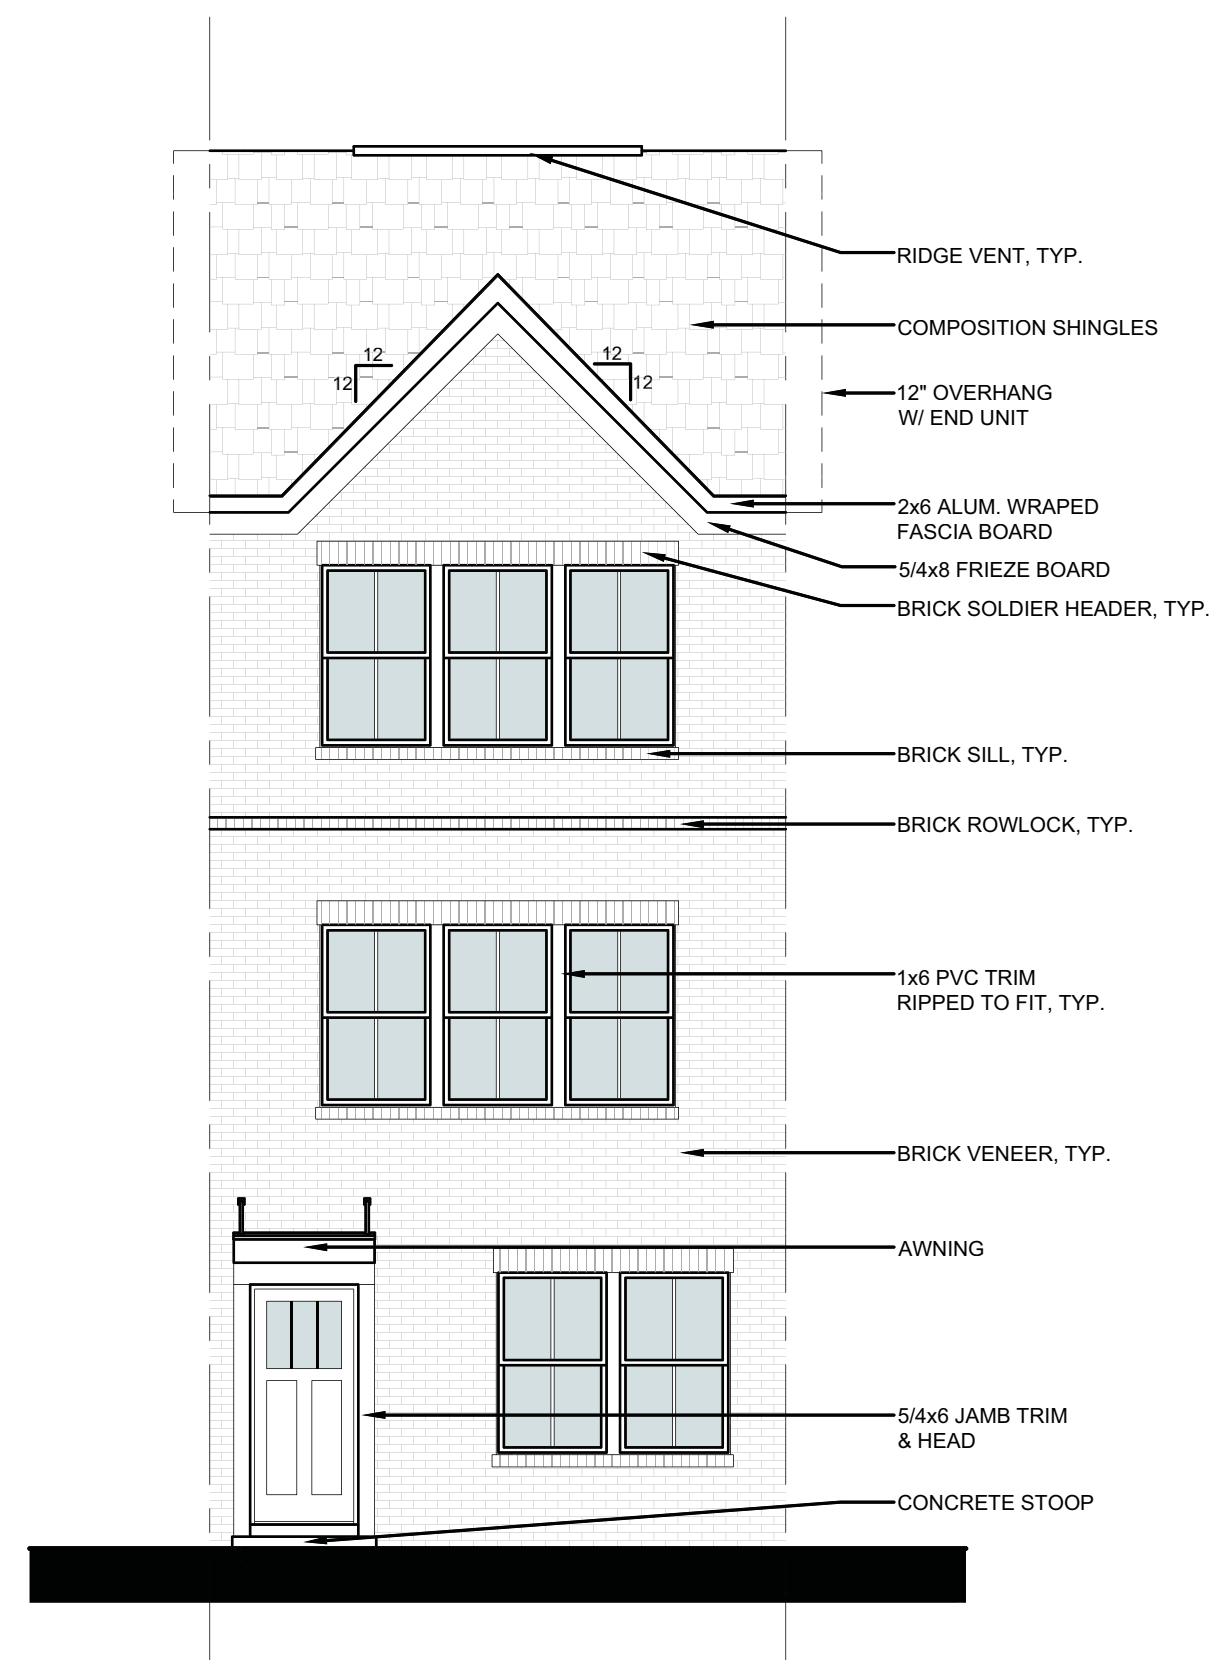 RIDGE VENT, TYP.
COMPOSITION SHINGLES
12
12
12
12
12" OVERHANG
W/ END UNIT
2x6 ALUM. WRAPED
FASCIA BOARD
5/4x8 FRIEZE BOARD
BRICK SOLDIER HEADER, TYP.
BRICK SILL, TYP.
BRICK ROWLOCK, TYP.
1x6 PVC TRIM
RIPPED TO FIT, TYP.
BRICK VENEER, TYP.
AWNING
5/4x6 JAMB TRIM
& HEAD
CONCRETE STOOP